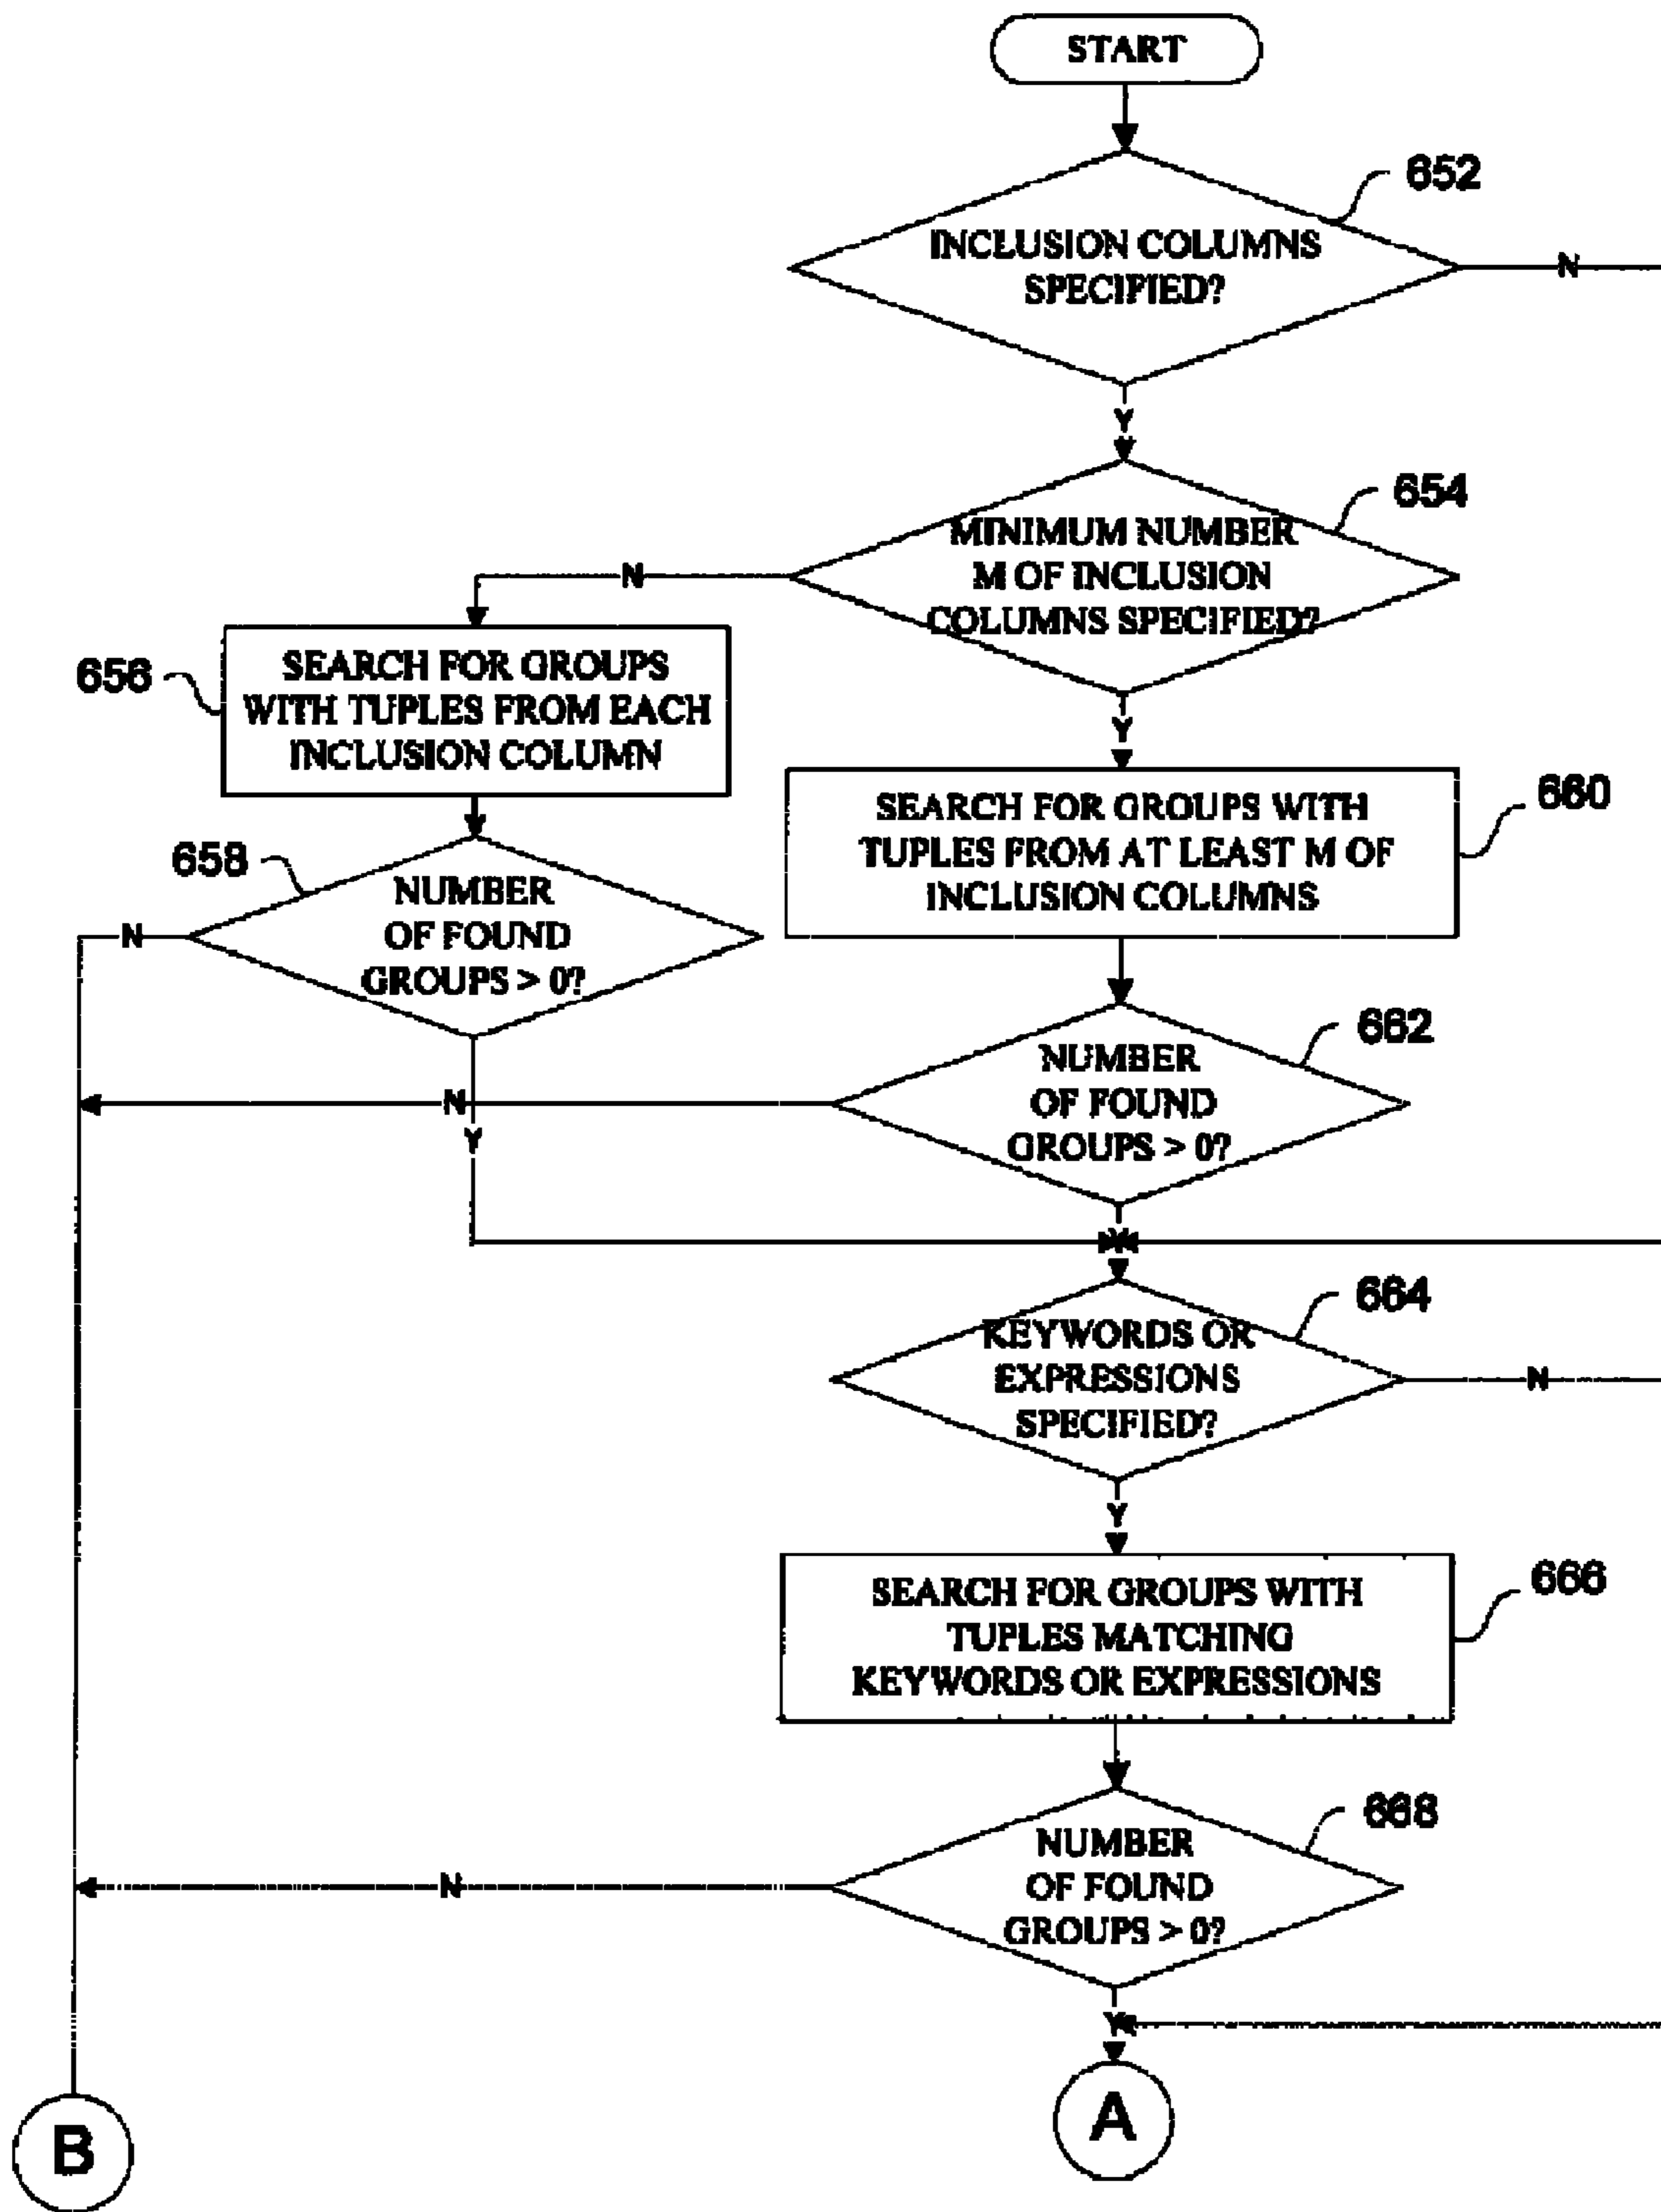 START
652
INCLUSION COLUMNS
SPECIFIED?
N
Y
654
MINIMUM NUMBER
M OF INCLUSION
COLUMNS SPECIFIED?
N
Y
656
SEARCH FOR GROUPS
WITH TUPLES FROM EACH
INCLUSION COLUMN
660
SEARCH FOR GROUPS WITH
TUPLES FROM AT LEAST M OF
INCLUSION COLUMNS
658
NUMBER
OF FOUND
GROUPS > 0?
N
Y
662
NUMBER
OF FOUND
GROUPS > 0?
N
Y
664
KEYWORDS OR
EXPRESSIONS
SPECIFIED?
N
Y
666
SEARCH FOR GROUPS WITH
TUPLES MATCHING
KEYWORDS OR EXPRESSIONS
668
NUMBER
OF FOUND
GROUPS > 0?
N
Y
B
A